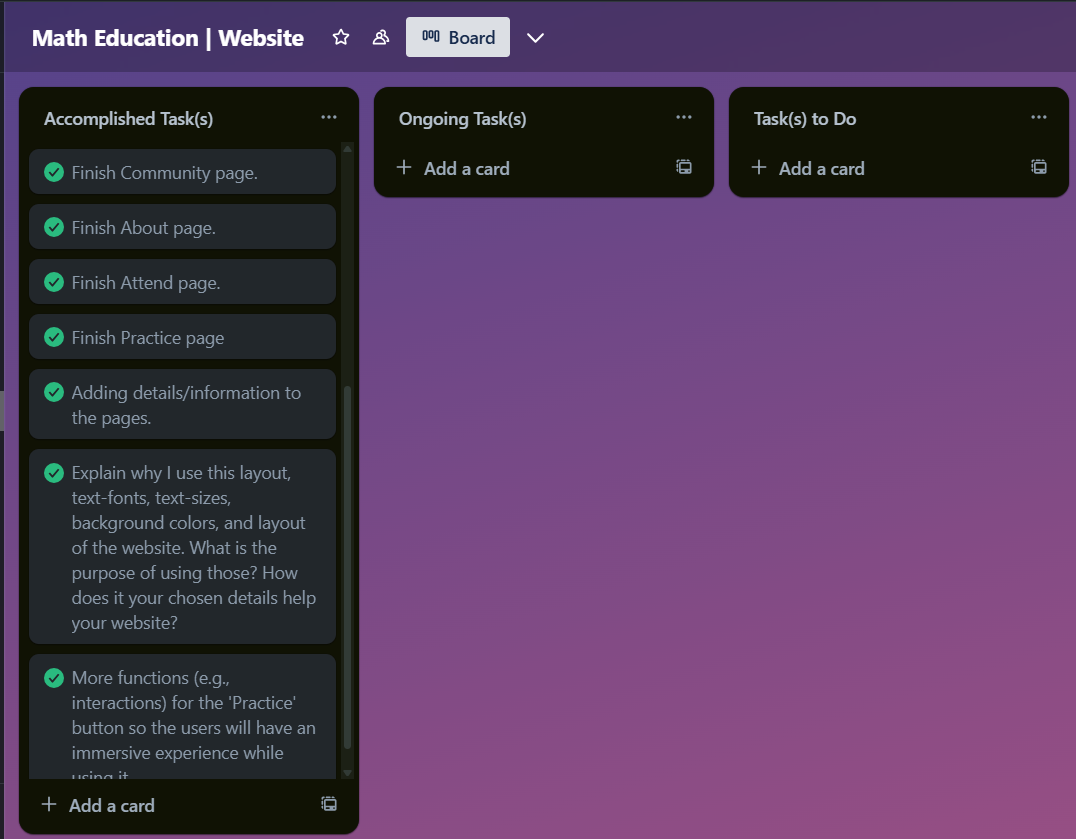 Math Education | Website
Board
Accomplished Task(s)
Finish Community page.
Finish About page.
Finish Attend page.
Finish Practice page
Adding details/information to
the pages.
Explain why I use this layout,
text-fonts, text-sizes,
background colors, and layout
of the website. What is the
purpose of using those? How
does it your chosen details help
your website?
More functions (e.g.,
interactions) for the 'Practice'
button so the users will have an
immersive experience while
using it
Add a card
Ongoing Task(s)
Add a card
Task(s) to Do
Add a card